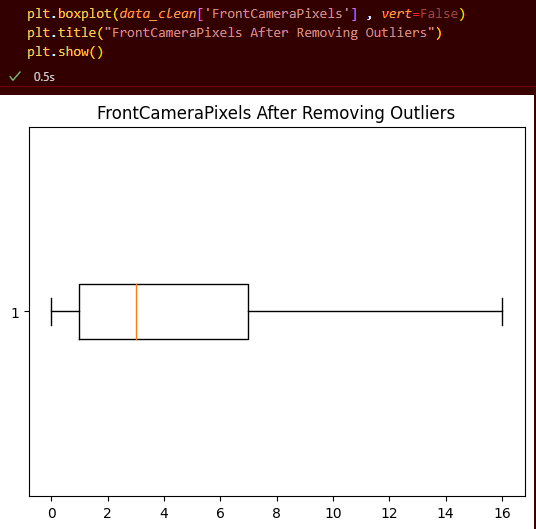 plt.boxplot(data_clean['FrontCameraPixels'] , vert=False)
plt.title("FrontCameraPixels After Removing Outliers")
plt.show()
0.5s
FrontCameraPixels After Removing Outliers
1
0 2 4 6 8 10 12 14 16